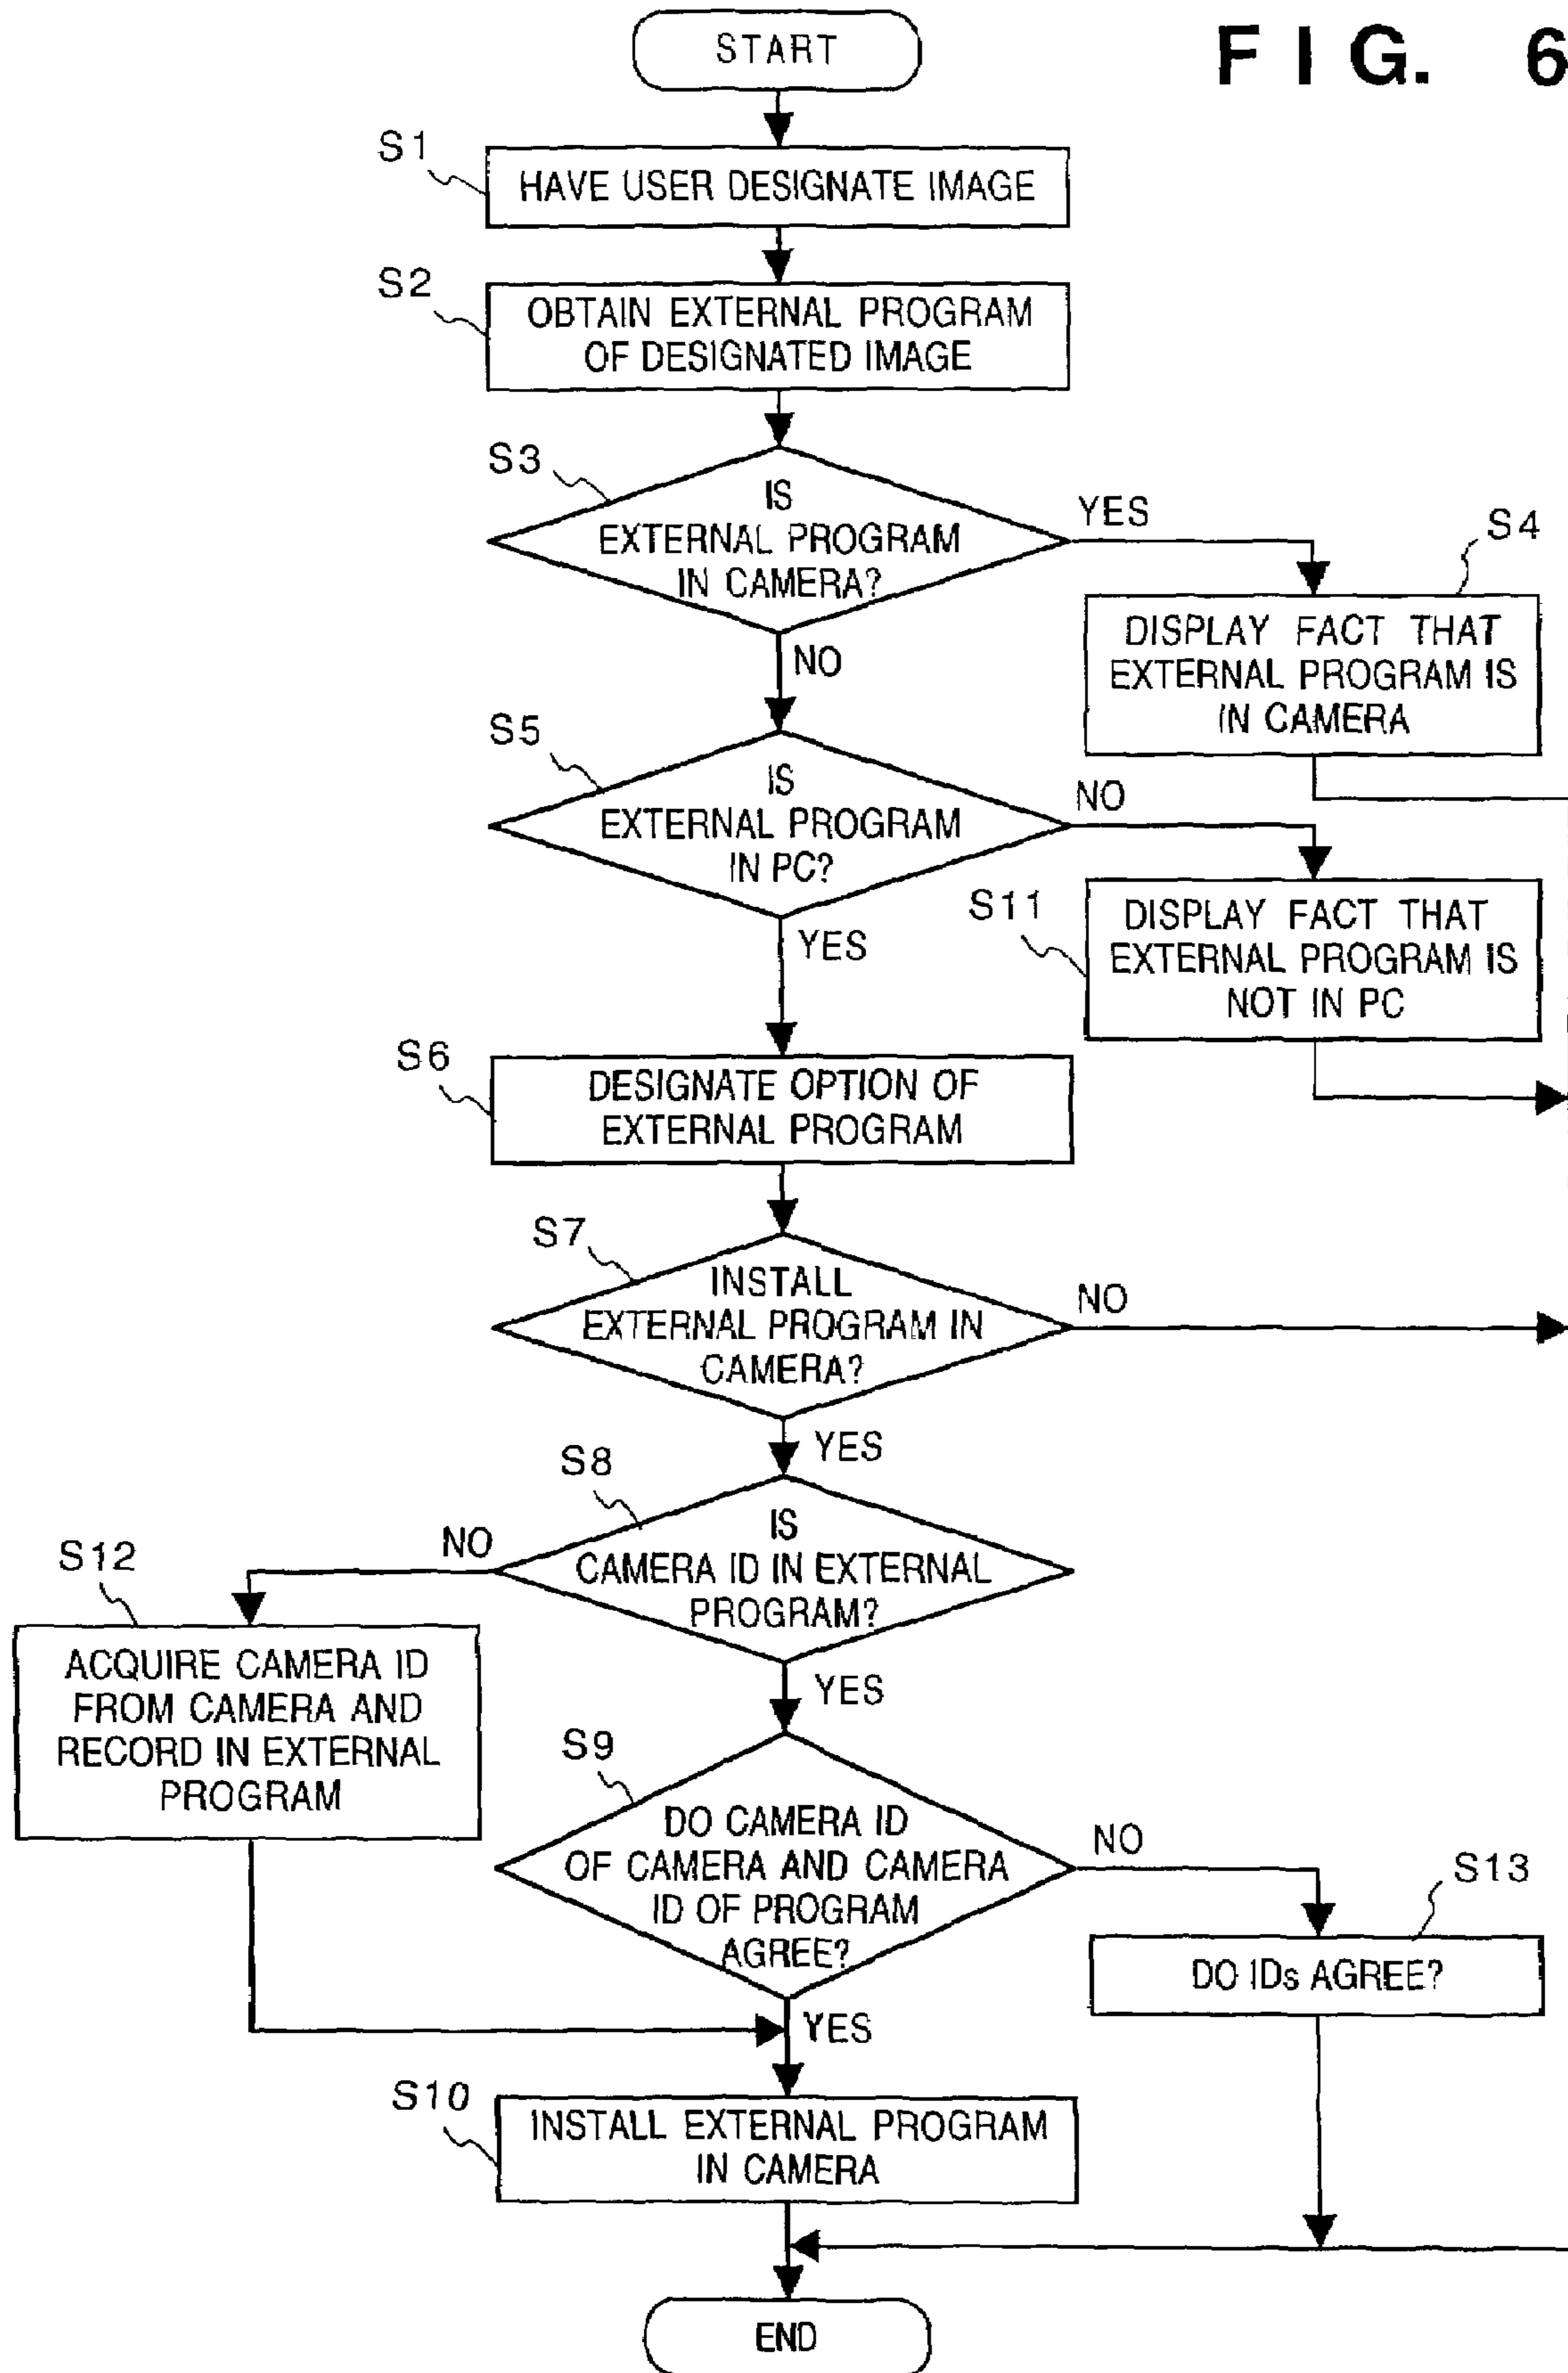 START
F I G. 6
S1
HAVE USER DESIGNATE IMAGE
S2
OBTAIN EXTERNAL PROGRAM
OF DESIGNATED IMAGE
S3
IS
EXTERNAL PROGRAM
IN CAMERA?
YES
S4
DISPLAY FACT THAT
EXTERNAL PROGRAM IS
IN CAMERA
NO
S5
IS
EXTERNAL PROGRAM
IN PC?
NO
S11
DISPLAY FACT THAT
EXTERNAL PROGRAM IS
NOT IN PC
YES
S6
DESIGNATE OPTION OF
EXTERNAL PROGRAM
S7
INSTALL
EXTERNAL PROGRAM IN
CAMERA?
NO
YES
S8
IS
CAMERA ID IN EXTERNAL
PROGRAM?
NO
S12
ACQUIRE CAMERA ID
FROM CAMERA AND
RECORD IN EXTERNAL
PROGRAM
YES
S9
DO CAMERA ID
OF CAMERA AND CAMERA
ID OF PROGRAM
AGREE?
NO
S13
DO IDs AGREE?
YES
S10
INSTALL EXTERNAL PROGRAM
IN CAMERA
END